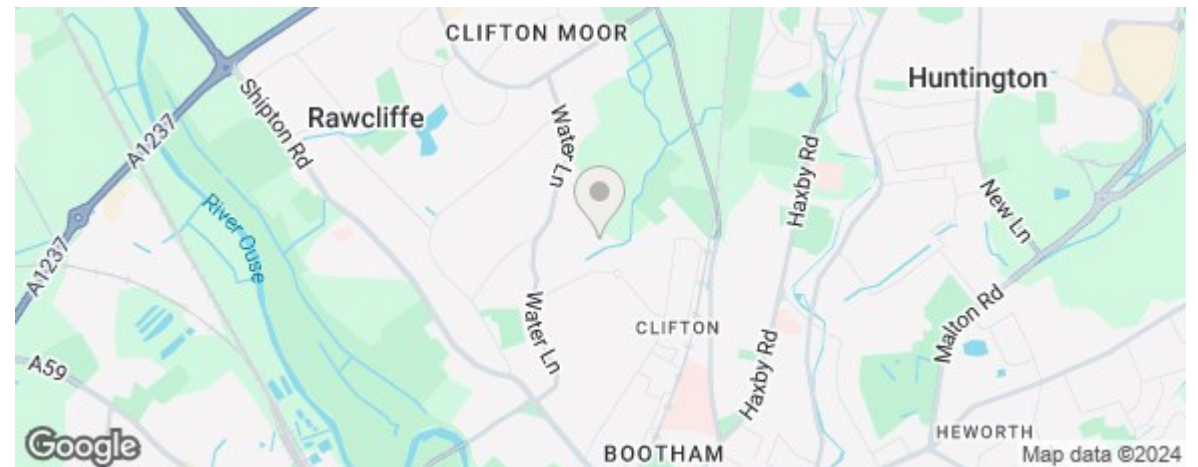 CLIFTON MOOR
Huntington
Shipton Rd
Rawcliffe
A1237
Water Ln
Haxby Rd
New Ln
River Ouse
A1237
Water Ln
CLIFTON
Malton Rd
A59
Haxby Rd
HEWORTH
Google
BOOTHAM
Map data ©2024